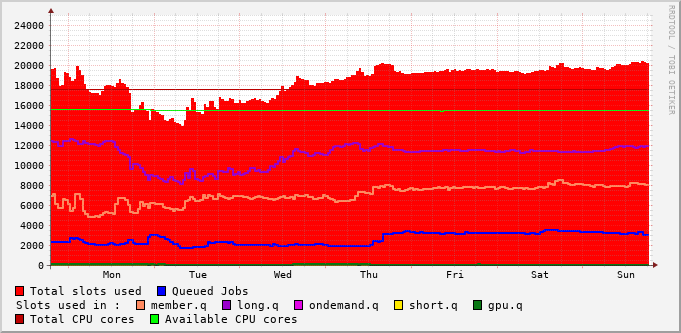 RRDTOOL / TOBI OETIKER
24000
22000
20000
18000
16000
14000
12000
10000
8000
6000
4000
2000
0
Mon Tue Wed Thu Fri Sat Sun
Total slots used Queued Jobs
Slots used in : member.q long.q ondemand.q short.q gpu.q
Total CPU cores Available CPU cores